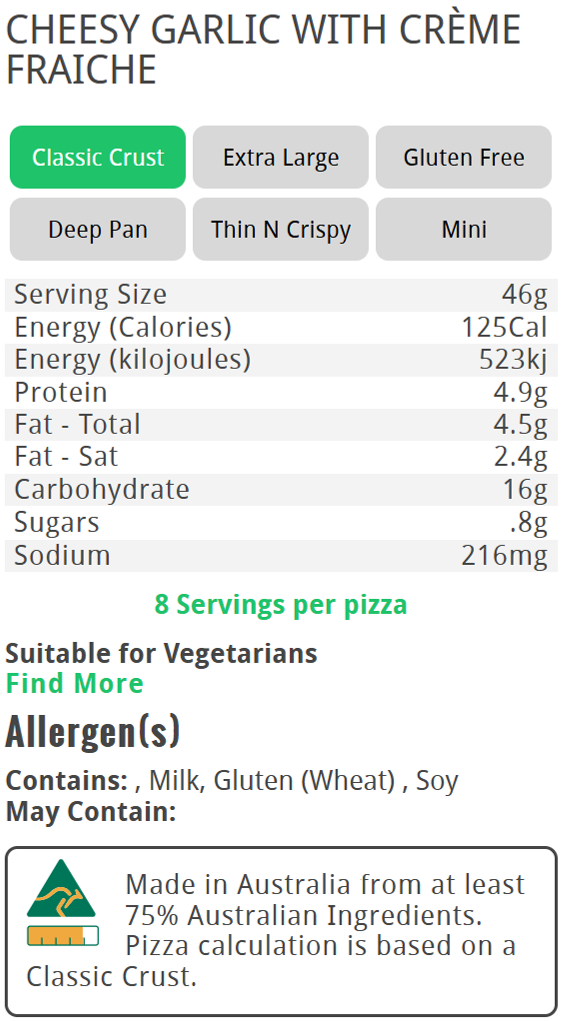 CHEESY GARLIC WITH CRÈME
FRAICHE
Classic Crust
Extra Large
Gluten Free
Deep Pan
Thin N Crispy
Mini
Serving Size 46g
Energy (Calories) 125Cal
Energy (kilojoules) 523kj
Protein 4.9g
Fat - Total 4.5g
Fat - Sat 2.4g
Carbohydrate 16g
Sugars .8g
Sodium 216mg
8 Servings per pizza
Suitable for Vegetarians
Find More
Allergen(s)
Contains: , Milk, Gluten (Wheat) , Soy
May Contain:
Made in Australia from at least
75% Australian Ingredients.
Pizza calculation is based on a
Classic Crust.